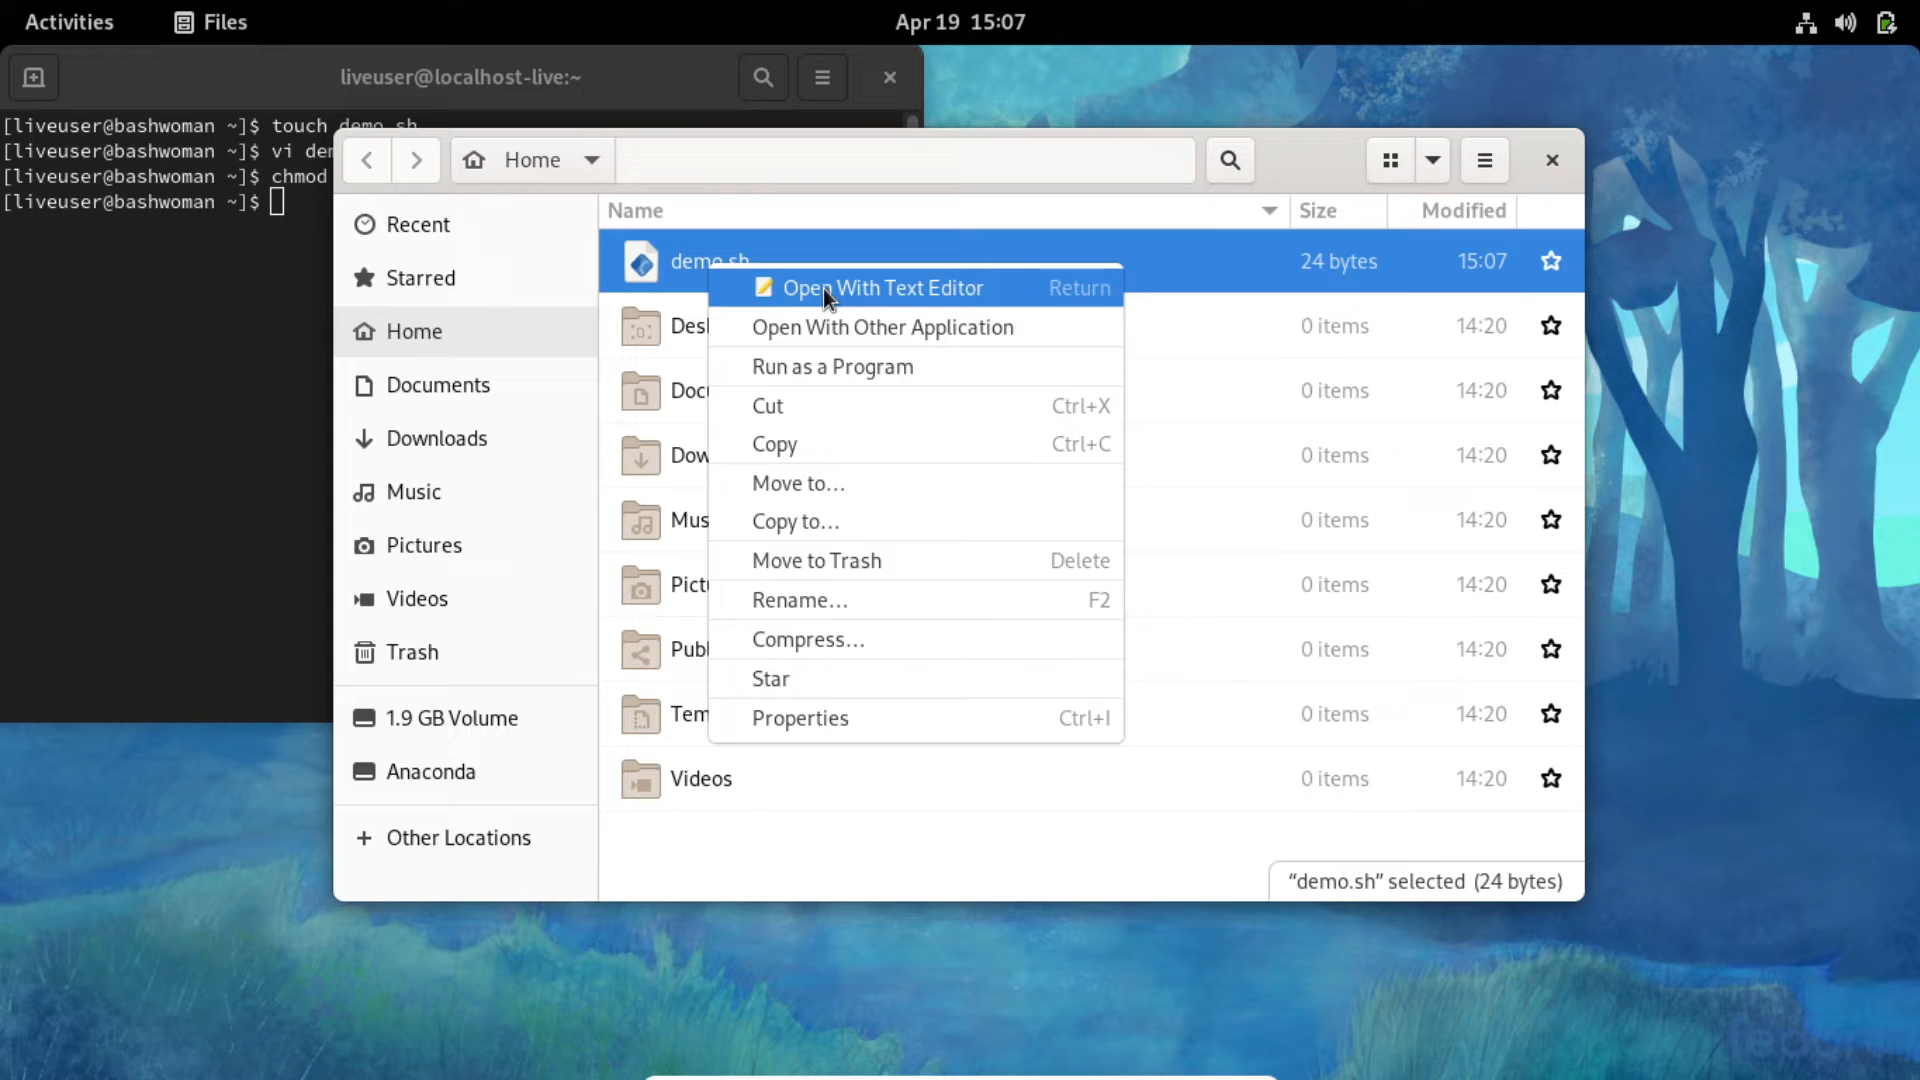 Activities Files Apr 19 15:07
liveuser@localhost-live:~
[liveuser@bashwoman ~]$ touch demo.sh
[liveuser@bashwoman ~]$ vi
[liveuser@bashwoman ~]$ chmod
[liveuser@bashwoman ~]$
Home
Recent
Starred
Home
Documents
Downloads
Music
Pictures
Videos
Trash
1.9 GB Volume
Anaconda
+ Other Locations
Name Size Modified
demo.sh 24 bytes 15:07
0 items 14:20
0 items 14:20
0 items 14:20
0 items 14:20
0 items 14:20
0 items 14:20
0 items 14:20
Videos 0 items 14:20
Open With Text Editor Return
Open With Other Application
Run as a Program
Cut Ctrl+X
Copy Ctrl+C
Move to…
Copy to…
Move to Trash Delete
Rename… F2
Compress…
Star
Properties Ctrl+I
“demo.sh” selected (24 bytes)